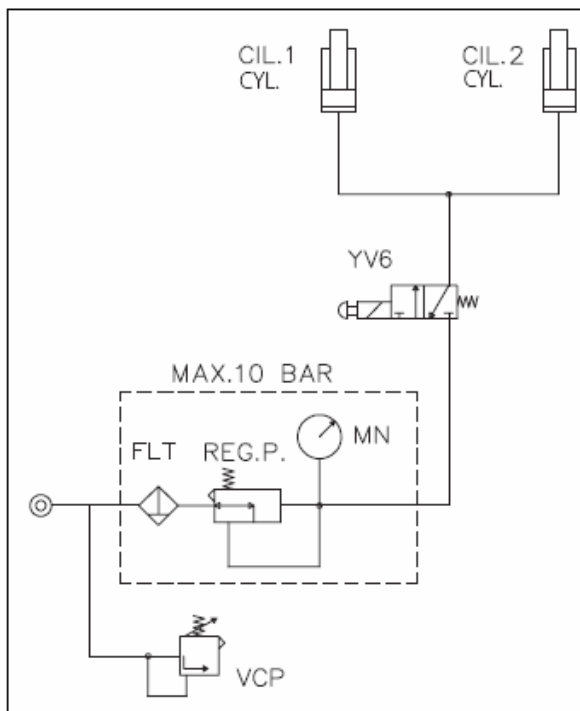 CIL.1
CYL.
CIL.2
CYL.
YV6
MAX.10 BAR
FLT REG.P.
MN
VCP